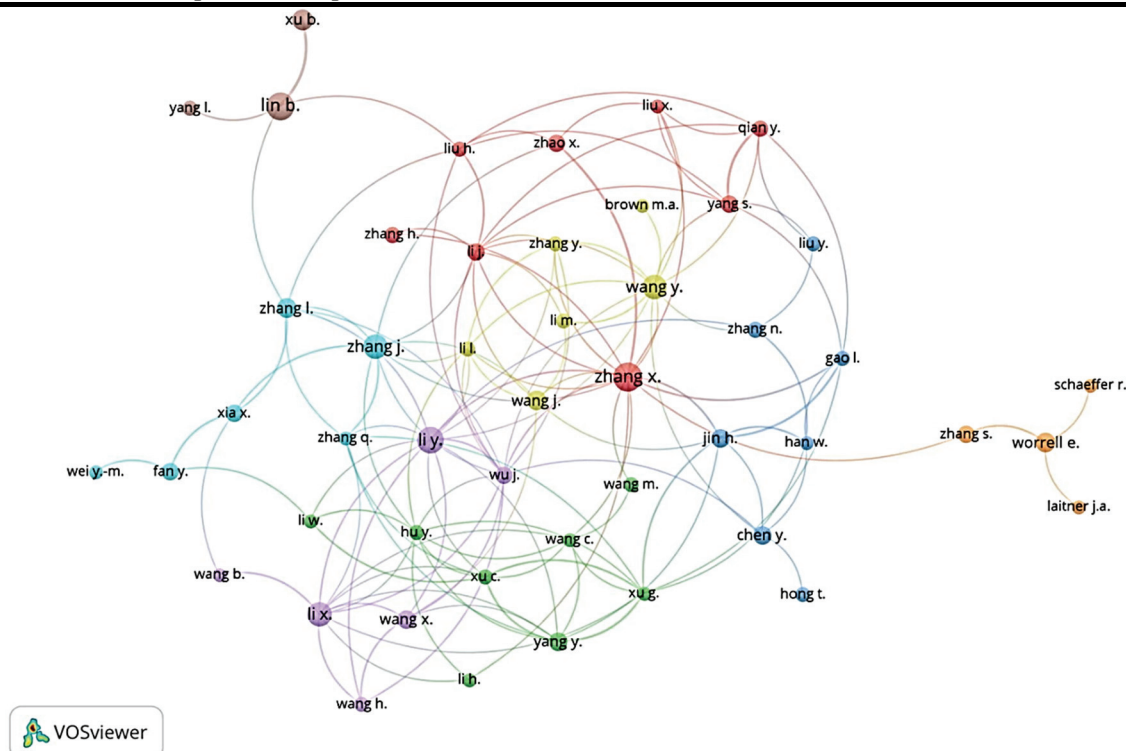 xu b.
yang l.
lin b.
liu x.
qian y.
liu h.
zhao x.
brown m.a.
yang s.
zhang h.
li j.
zhang y.
liu y.
wang y.
zhang l.
li m.
zhang n.
zhang j.
li l.
gao l.
zhang x.
schaeffer r.
wang j.
xia x.
zhang q.
li y.
jin h.
han w.
zhang s.
worrell e.
wei y.-m.
fan y.
wu j.
wang m.
laitner j.a.
li w.
hu y.
wang c.
chen y.
wang b.
xu c.
xu g.
hong t.
li x.
wang x.
yang y.
li h.
wang h.
VOSviewer